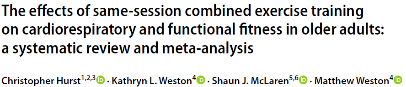 The effects of same-session combined exercise training
on cardiorespiratory and functional fitness in older adults:
a systematic review and meta-analysis
Christopher Hurst1,2,3 · Kathryn L. Weston4 · Shaun J. McLaren5,6 · Matthew Weston4